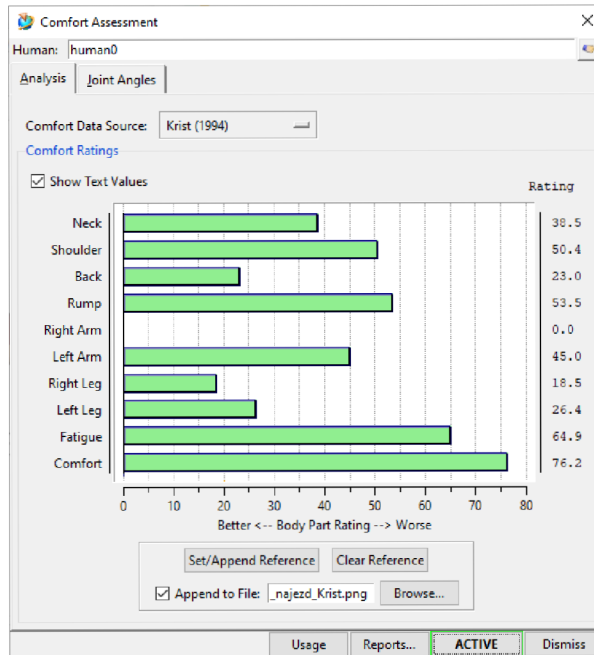 Comfort Assessment
Human: human0
Analysis Joint Angles
Comfort Data Source: Krist (1994)
Comfort Ratings
Show Text Values
Rating
Neck 38.5
Shoulder 50.4
Back 23.0
Rump 53.5
Right Arm 0.0
Left Arm 45.0
Right Leg 18.5
Left Leg 26.4
Fatigue 64.9
Comfort 76.2
0 10 20 30 40 50 60 70 80
Better <-- Body Part Rating --> Worse
Set/Append Reference Clear Reference
Append to File: _najezd_Krist.png Browse...
Usage Reports... ACTIVE Dismiss